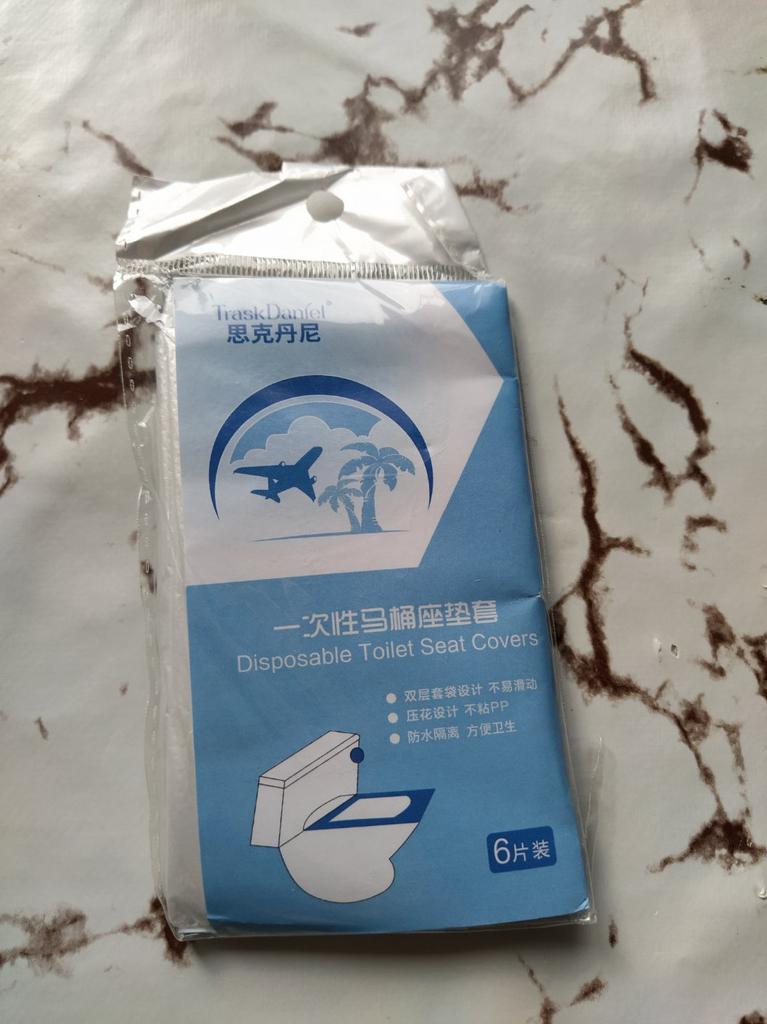 TraskDaniel®
思克丹尼
一次性马桶座垫套
Disposable Toilet Seat Covers
双层套袋设计 不易滑动
压花设计 不粘PP
防水隔离 方便卫生
6片装